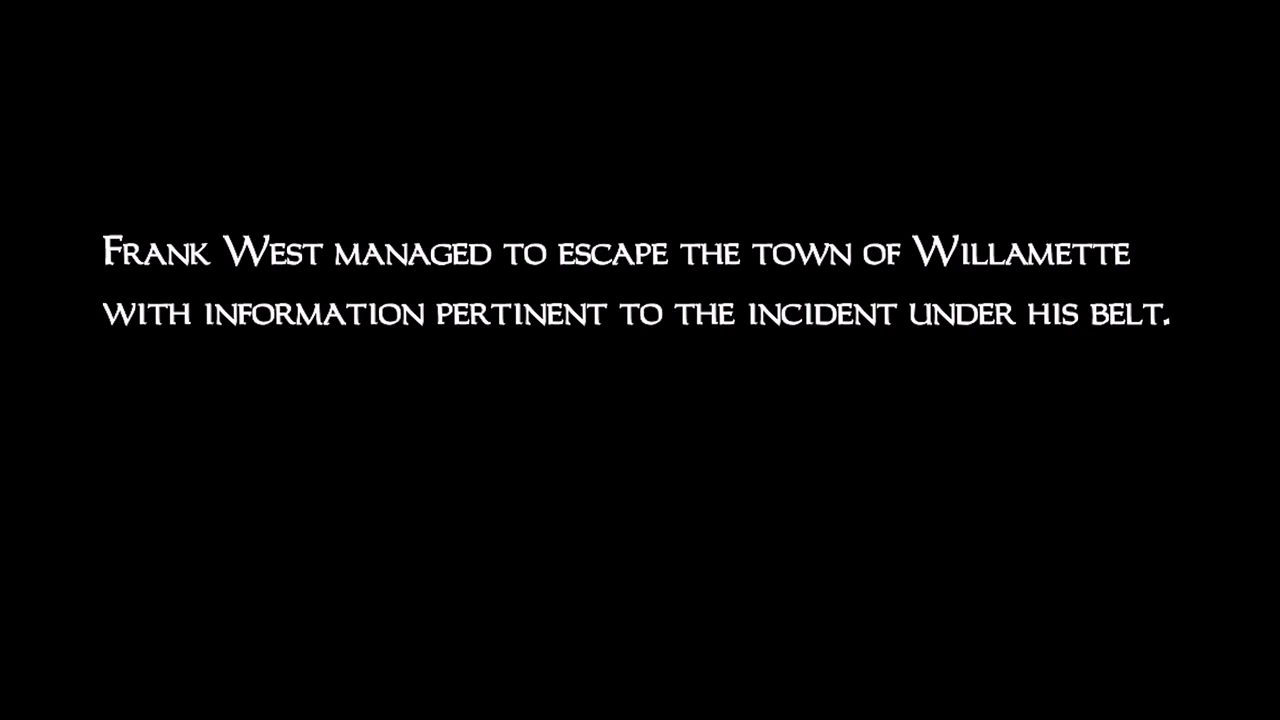 Frank West managed to escape the town of Willamette
with information pertinent to the incident under his belt.